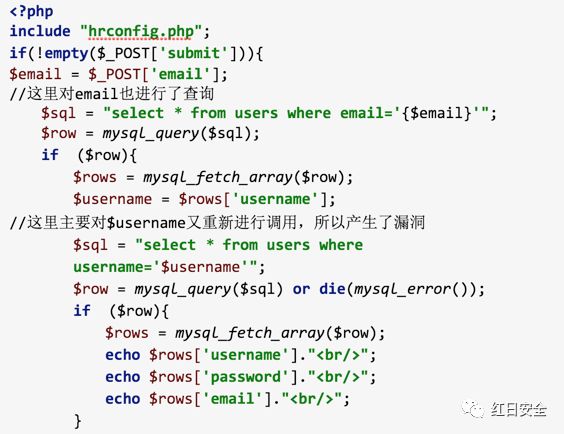 <?php
include "hrconfig.php";
if(!empty($_POST['submit'])){
$email = $_POST['email'];
//这里对email也进行了查询
$sql = "select * from users where email='{$email}'";
$row = mysql_query($sql);
if ($row){
$rows = mysql_fetch_array($row);
$username = $rows['username'];
//这里主要对$username又重新进行调用，所以产生了漏洞
$sql = "select * from users where
username='$username'";
$row = mysql_query($sql) or die(mysql_error());
if ($row){
$rows = mysql_fetch_array($row);
echo $rows['username']."<br/>";
echo $rows['password']."<br/>";
echo $rows['email']."<br/>";
}
红日安全